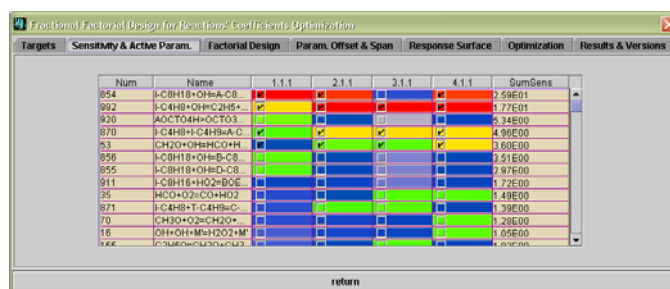 Fractional Factorial Design for Reactions' Coefficients Optimization
Targets Sensitivity & Active Param. Factorial Design Param. Offset & Span Response Surface Optimization Results & Versions
Num Name 1.1.1 2.1.1 3.1.1 4.1.1 SumSens
854 I-C8H18+OH=A-C8... 2.59E01
992 I-C4H8+OH=C2H5+... 1.77E01
920 AOCTO4H>OCTO3... 5.34E00
870 I-C4H8+I-C4H9=A-C... 4.96E00
53 CH2O+OH=HCO+H... 3.60E00
856 I-C8H18+OH=B-C8... 3.51E00
855 I-C8H18+OH=D-C8... 2.97E00
911 I-C8H16+HO2=BOE... 1.72E00
35 HCO+O2=CO+HO2 1.49E00
871 I-C4H8+T-C4H9=C-... 1.39E00
70 CH3O+O2=CH2O+... 1.28E00
16 OH+OH+M'=H2O2+M' 1.05E00
return